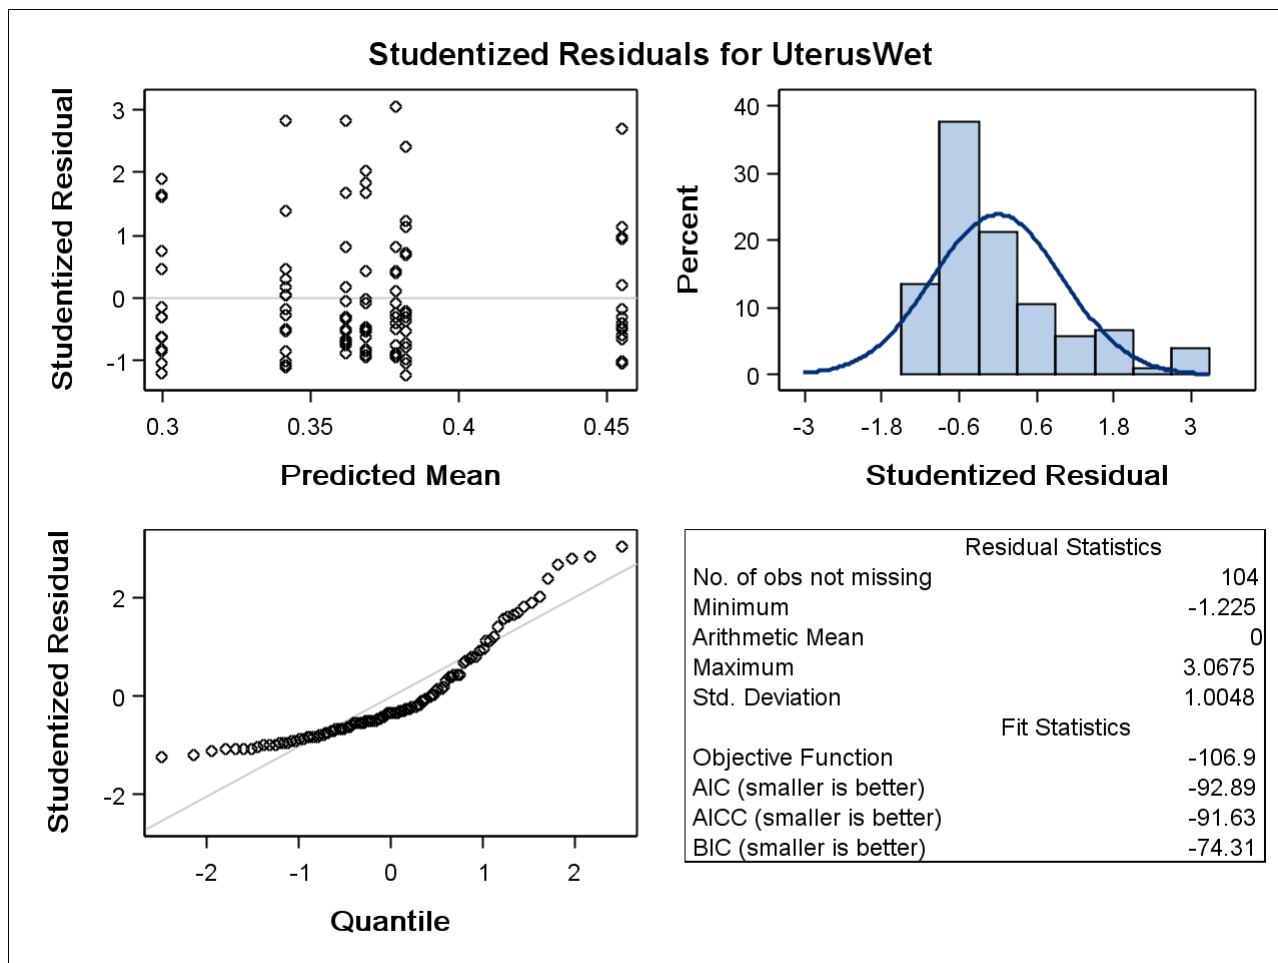 Studentized Residuals for UterusWet
Studentized Residual
3
2
1
0
-1
0.3 0.35 0.4 0.45
Predicted Mean
Percent
40
30
20
10
0
-3 -1.8 -0.6 0.6 1.8 3
Studentized Residual
Studentized Residual
2
0
-2
-2 -1 0 1 2
Quantile
Residual Statistics
No. of obs not missing 104
Minimum -1.225
Arithmetic Mean 0
Maximum 3.0675
Std. Deviation 1.0048
Fit Statistics
Objective Function -106.9
AIC (smaller is better) -92.89
AICC (smaller is better) -91.63
BIC (smaller is better) -74.31